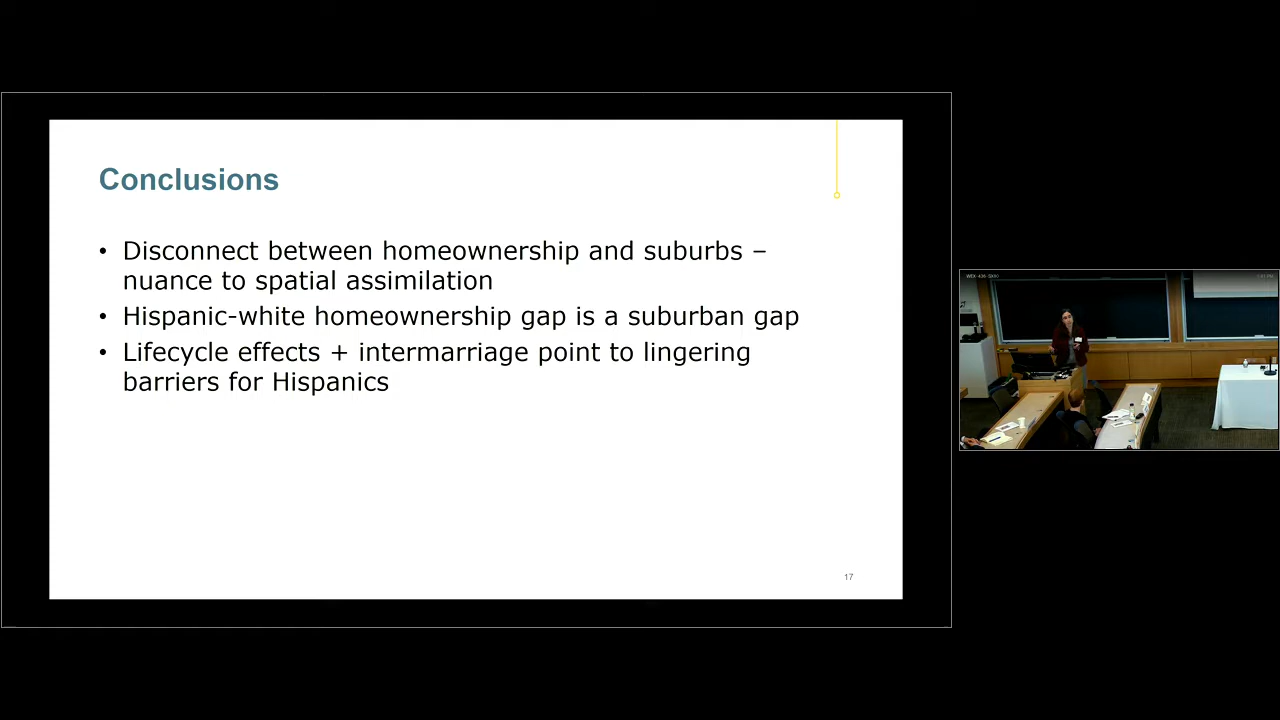 Conclusions
• Disconnect between homeownership and suburbs –
nuance to spatial assimilation
• Hispanic-white homeownership gap is a suburban gap
• Lifecycle effects + intermarriage point to lingering
barriers for Hispanics
17